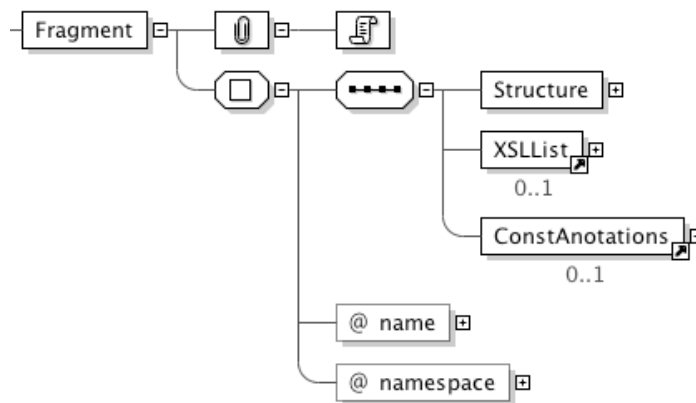 Fragment
Structure
XSLList
0..1
ConstAnotations
0..1
@ name
@ namespace